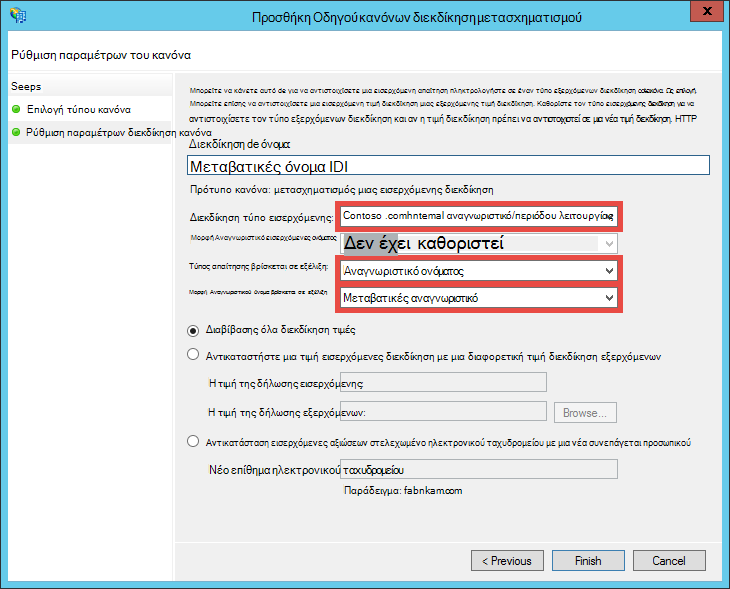 Προσθήκη Οδηγού κανόνων διεκδίκηση μετασχηματισμού
X
Ρύθμιση παραμέτρων του κανόνα
Seeps
Επιλογή τύπου κανόνα
Ρύθμιση παραμέτρων διεκδίκηση κανόνα
Μπορείτε να κάνετε αυτό de για να αντιστοιχίσετε μια εισερχόμενη απαίτηση πληκτρολογήστε σε έναν τύπο εξερχόμενων διεκδίκηση Ως επιλογή,
Μπορείτε επίσης να αντιστοιχίσετε μια εισερχόμενη τιμή διεκδίκηση μιας εξερχόμενης τιμή διεκδίκηση. Καθορίστε τον τύπο εισερχόμενης διεκδίκηση για να
αντιστοιχίσετε τον τύπο εξερχόμενων διεκδίκηση και αν η τιμή διεκδίκηση πρέπει να αντιστοιχιστεί σε μια νέα τιμή διεκδίκηση. HTTP
Διεκδίκηση de όνομα:
Μεταβατικές όνομα IDI
Πρότυπο κανόνα: μετασχηματισμός μιας εισερχόμενης διεκδίκηση
Διεκδίκηση τύπο εισερχόμενης: Contoso .comhntemal αναγνωριστικό/περιόδου λειτουργίας
Μορφή Αναγνωριστικό εισερχόμενες ονόματος Δεν έχει καθοριστεί
Τύπος απαίτησης βρίσκεται σε εξέλιξη: Αναγνωριστικό ονόματος
Μορφή Αναγνωριστικού όνομα βρίσκεται σε εξέλιξη Μεταβατικές αναγνωριστικό
Διαβίβασης όλα διεκδίκηση τιμές
Αντικαταστήστε μια τιμή εισερχόμενες διεκδίκηση με μια διαφορετική τιμή διεκδίκηση εξερχομένων
Η τιμή της δήλωσης εισερχόμενης:
Η τιμή της δήλωσης εξερχόμενων: Browse...
Αντικατάσταση εισερχόμενες αξιώσεων στελεχωμένο ηλεκτρονικού ταχυδρομείου με μια νέα συνεπάγεται προσωπικού
Νέο επίθημα ηλεκτρονικού ταχυδρομείου
Παράδειγμα: fabnkam.com
< Previous Finish Cancel